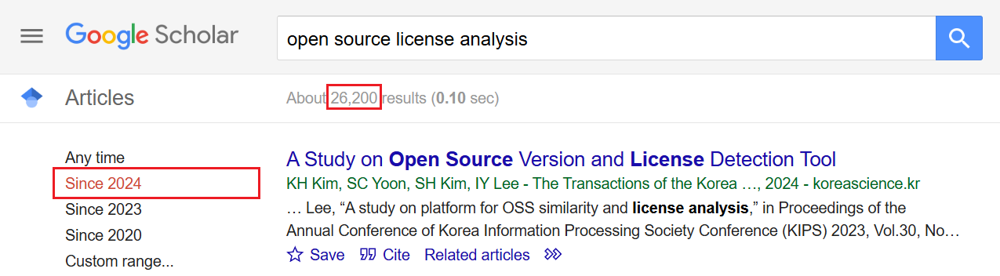 Google Scholar
open source license analysis
Articles
About 26,200 results (0.10 sec)
Any time
Since 2024
Since 2023
Since 2020
Custom range...
A Study on Open Source Version and License Detection Tool
KH Kim, SC Yoon, SH Kim, IY Lee - The Transactions of the Korea …, 2024 - koreascience.kr
… Lee, “A study on platform for OSS similarity and license analysis,” in Proceedings of the
Annual Conference of Korea Information Processing Society Conference (KIPS) 2023, Vol.30, No…
Save Cite Related articles